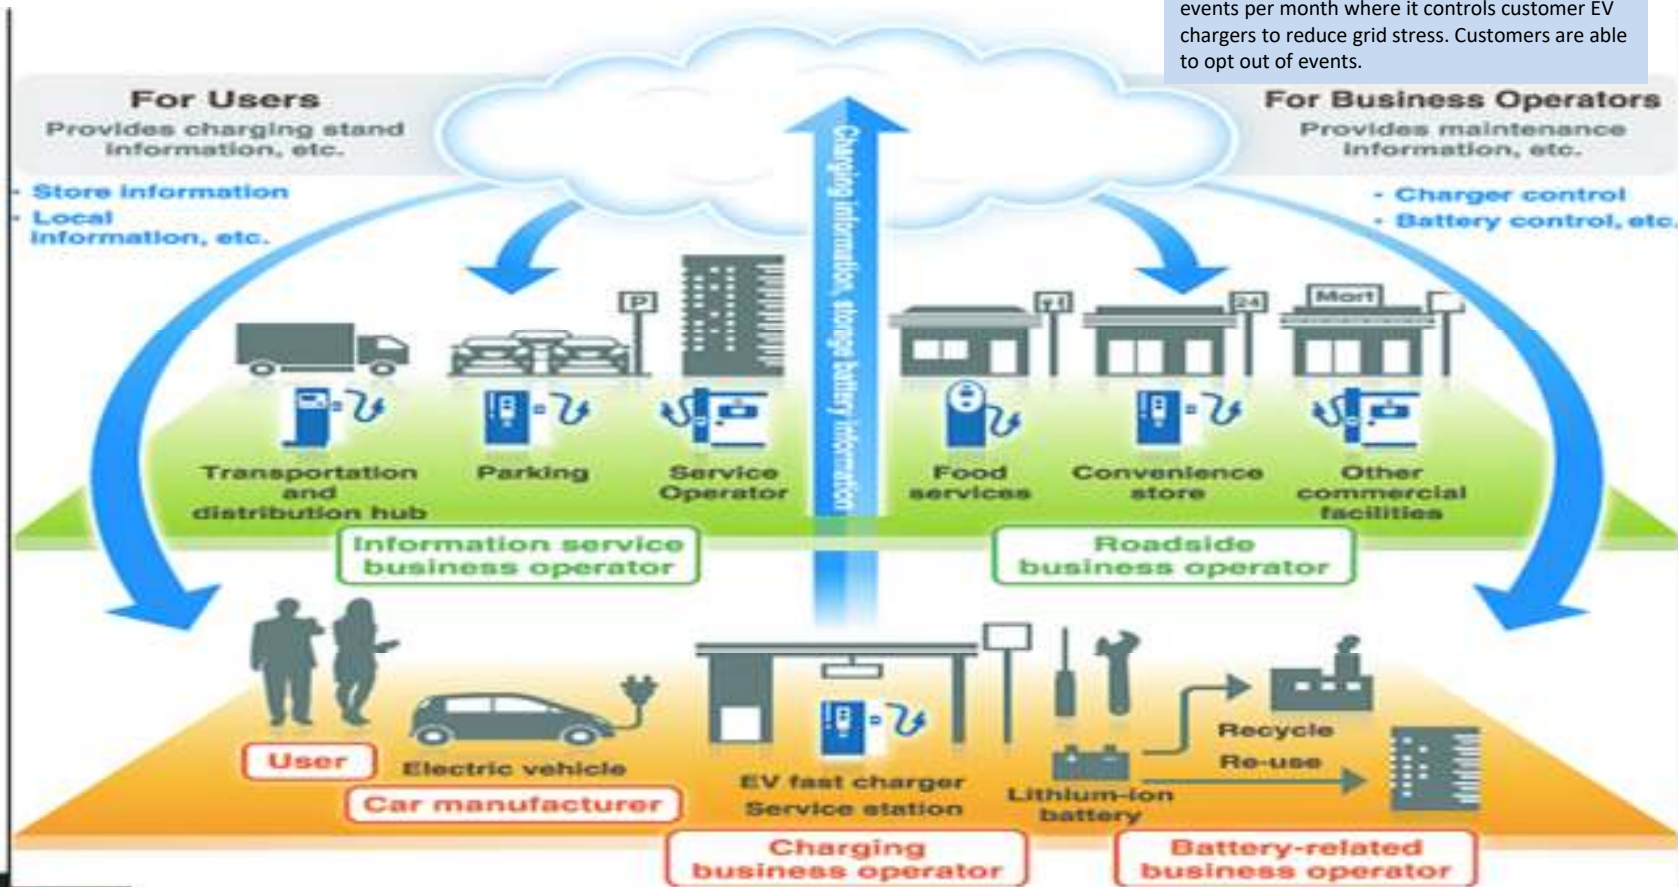 events per month where it controls customer EV
chargers to reduce grid stress. Customers are able
to opt out of events.
For Users
Provides charging stand
information, etc.
- Store information
- Local
information, etc.
For Business Operators
Provides maintenance
information, etc.
- Charger control
- Battery control, etc.
Charging information, storage battery information
P
24
Mort
Transportation
and
distribution hub
Parking
Service
Operator
Food
services
Convenience
store
Other
commercial
facilities
Information service
business operator
Roadside
business operator
User
Electric vehicle
Car manufacturer
EV fast charger
Service station
Charging
business operator
Lithium-ion
battery
Recycle
Re-use
Battery-related
business operator